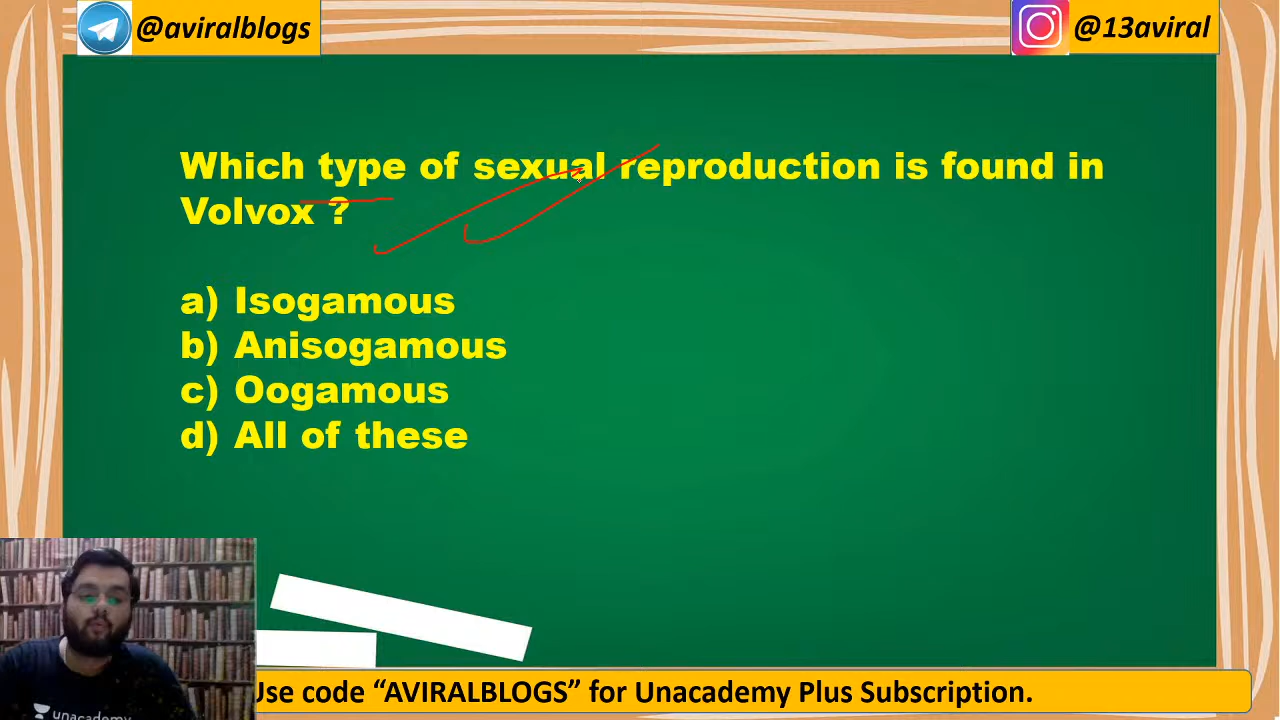 @aviralblogs
@13aviral
Which type of sexual reproduction is found in
Volvox ?
a) Isogamous
b) Anisogamous
c) Oogamous
d) All of these
unacademy
Use code “AVIRALBLOGS” for Unacademy Plus Subscription.